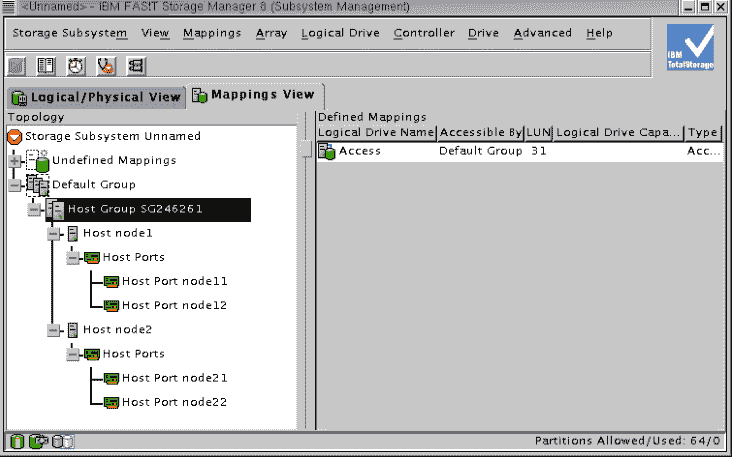 <Unnamed> - IBM FAStT Storage Manager 8 (Subsystem Management)
Storage Subsystem View Mappings Array Logical Drive Controller Drive Advanced Help
IBM
TotalStorage
Logical/Physical View Mappings View
Topology
Storage Subsystem Unnamed
Undefined Mappings
Default Group
Host Group SG246261
Host node1
Host Ports
Host Port node11
Host Port node12
Host node2
Host Ports
Host Port node21
Host Port node22
Defined Mappings
Logical Drive Name Accessible By LUN Logical Drive Capa... Type
Access Default Group 31 Acc...
Partitions Allowed/Used: 64/0